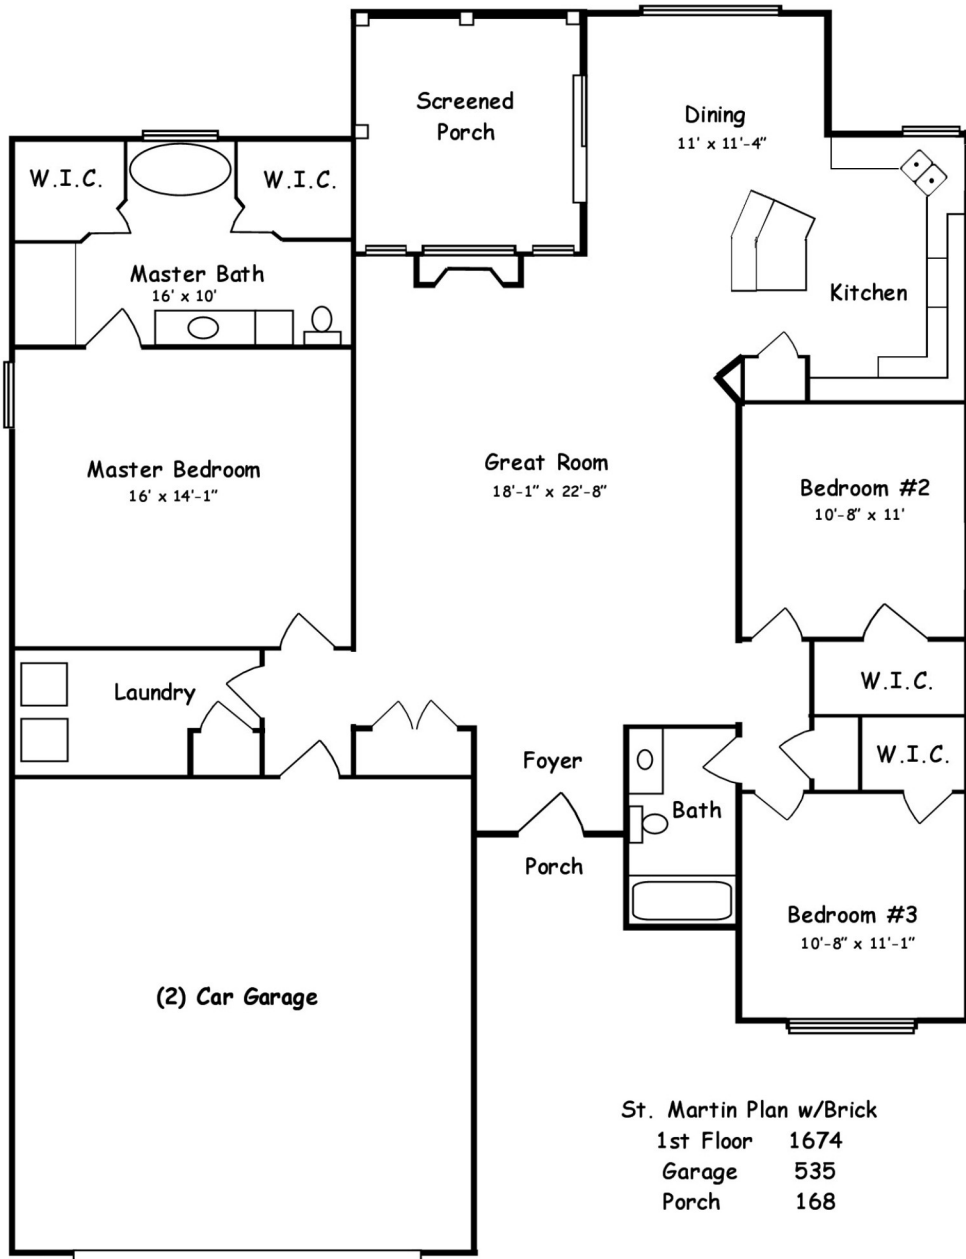 Screened
Porch
Dining
11' x 11'-4"
W.I.C.
W.I.C.
Master Bath
16' x 10'
Kitchen
Master Bedroom
16' x 14'-1"
Great Room
18'-1" x 22'-8"
Bedroom #2
10'-8" x 11'
Laundry
W.I.C.
Foyer
W.I.C.
Bath
Porch
Bedroom #3
10'-8" x 11'-1"
(2) Car Garage
St. Martin Plan w/Brick
1st Floor 1674
Garage 535
Porch 168